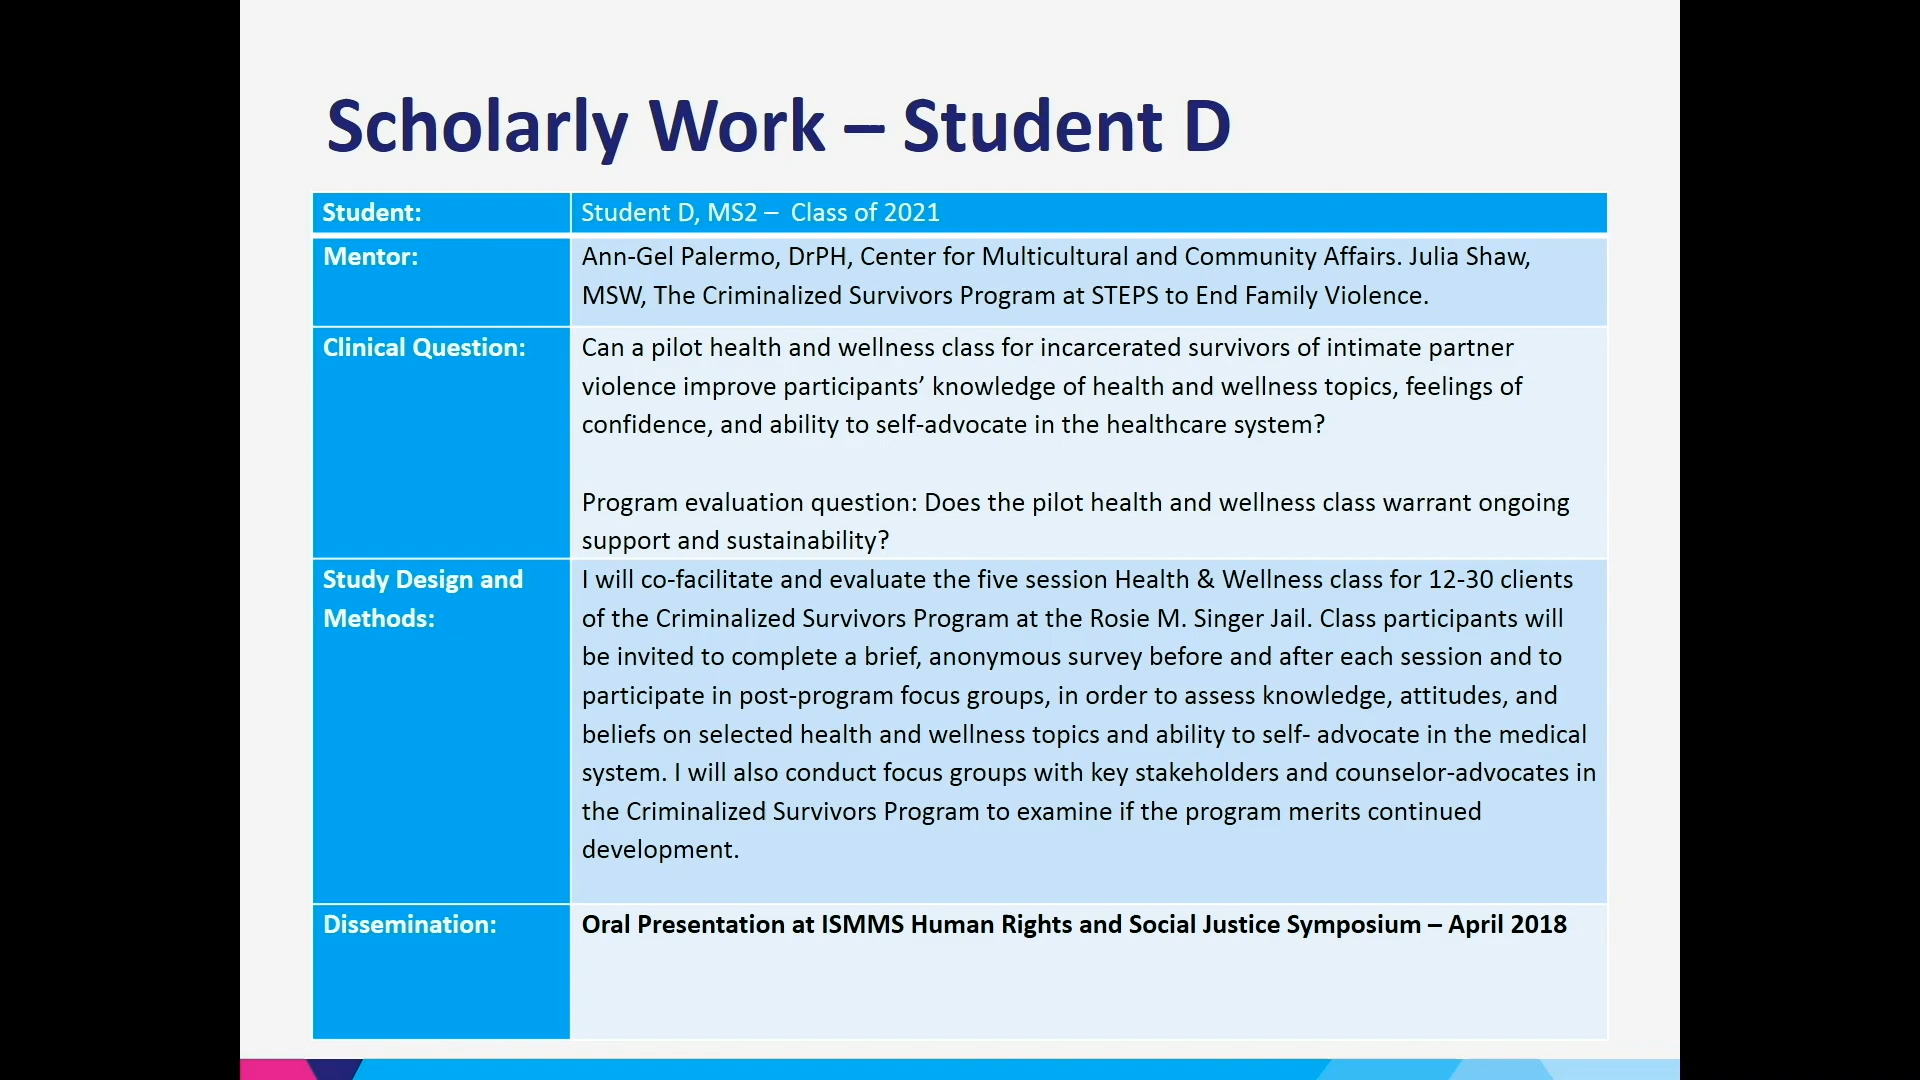 Scholarly Work – Student D
Student:
Student D, MS2 – Class of 2021
Mentor:
Ann-Gel Palermo, DrPH, Center for Multicultural and Community Affairs. Julia Shaw,
MSW, The Criminalized Survivors Program at STEPS to End Family Violence.
Clinical Question:
Can a pilot health and wellness class for incarcerated survivors of intimate partner
violence improve participants’ knowledge of health and wellness topics, feelings of
confidence, and ability to self-advocate in the healthcare system?
Program evaluation question: Does the pilot health and wellness class warrant ongoing
support and sustainability?
Study Design and
Methods:
I will co-facilitate and evaluate the five session Health & Wellness class for 12-30 clients
of the Criminalized Survivors Program at the Rosie M. Singer Jail. Class participants will
be invited to complete a brief, anonymous survey before and after each session and to
participate in post-program focus groups, in order to assess knowledge, attitudes, and
beliefs on selected health and wellness topics and ability to self- advocate in the medical
system. I will also conduct focus groups with key stakeholders and counselor-advocates in
the Criminalized Survivors Program to examine if the program merits continued
development.
Dissemination:
Oral Presentation at ISMMS Human Rights and Social Justice Symposium – April 2018